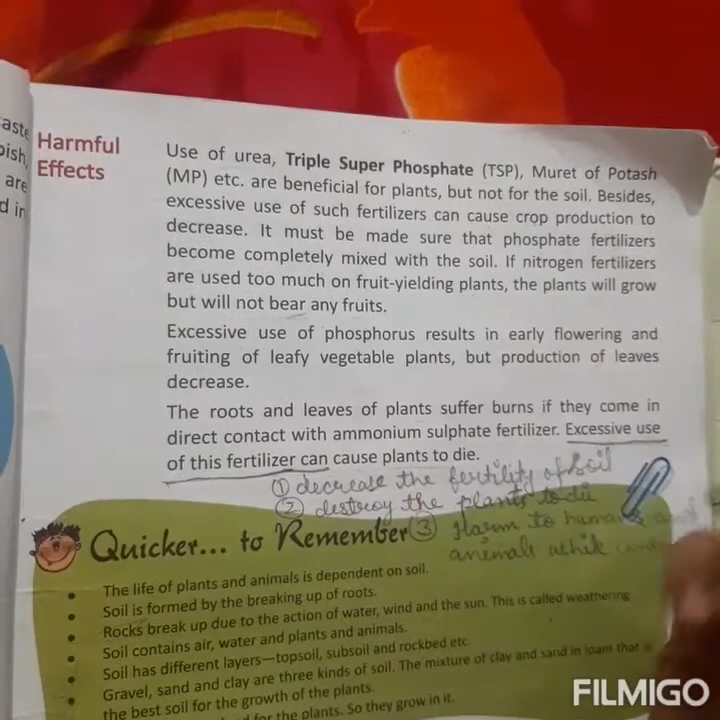 aste
pish,
are
d in
Harmful
Effects
Use of urea, Triple Super Phosphate (TSP), Muret of Potash
(MP) etc. are beneficial for plants, but not for the soil. Besides,
excessive use of such fertilizers can cause crop production to
decrease. It must be made sure that phosphate fertilizers
become completely mixed with the soil. If nitrogen fertilizers
are used too much on fruit-yielding plants, the plants will grow
but will not bear any fruits.
Excessive use of phosphorus results in early flowering and
fruiting of leafy vegetable plants, but production of leaves
decrease.
The roots and leaves of plants suffer burns if they come in
direct contact with ammonium sulphate fertilizer. Excessive use
of this fertilizer can cause plants to die.
① decrease the fertility of soil
② destroy the plants to die
③ Harm to human and
animals
Quicker... to Remember
• The life of plants and animals is dependent on soil.
• Soil is formed by the breaking up of roots.
• Rocks break up due to the action of water, wind and the sun. This is called weathering
• Soil contains air, water and plants and animals.
• Soil has different layers—topsoil, subsoil and rockbed etc
• Gravel, sand and clay are three kinds of soil. The mixture of clay and sand in loam that is
the best soil for the growth of the plants.
for the plants. So they grow in it.
FILMIGO